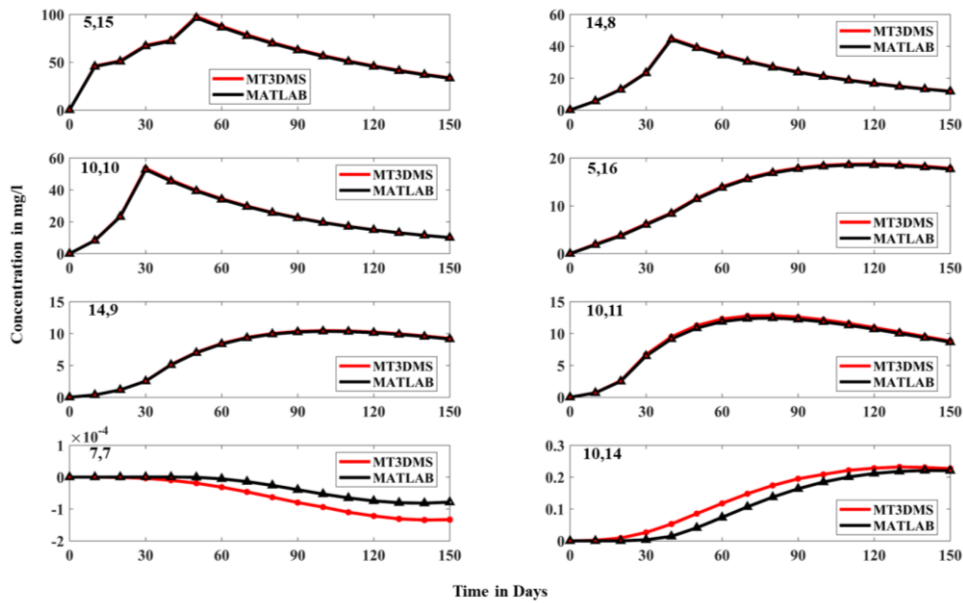 Concentration in mg/l
5,15
100
50
0
MT3DMS
MATLAB
0 30 60 90 120 150
14,8
60
40
20
0
MT3DMS
MATLAB
0 30 60 90 120 150
10,10
60
40
20
0
MT3DMS
MATLAB
0 30 60 90 120 150
5,16
20
10
0
MT3DMS
MATLAB
0 30 60 90 120 150
14,9
15
10
5
0
MT3DMS
MATLAB
0 30 60 90 120 150
10,11
15
10
5
0
MT3DMS
MATLAB
0 30 60 90 120 150
×10⁻⁴
7,7
1
0
-1
-2
MT3DMS
MATLAB
0 30 60 90 120 150
10,14
0.3
0.2
0.1
0
MT3DMS
MATLAB
0 30 60 90 120 150
Time in Days